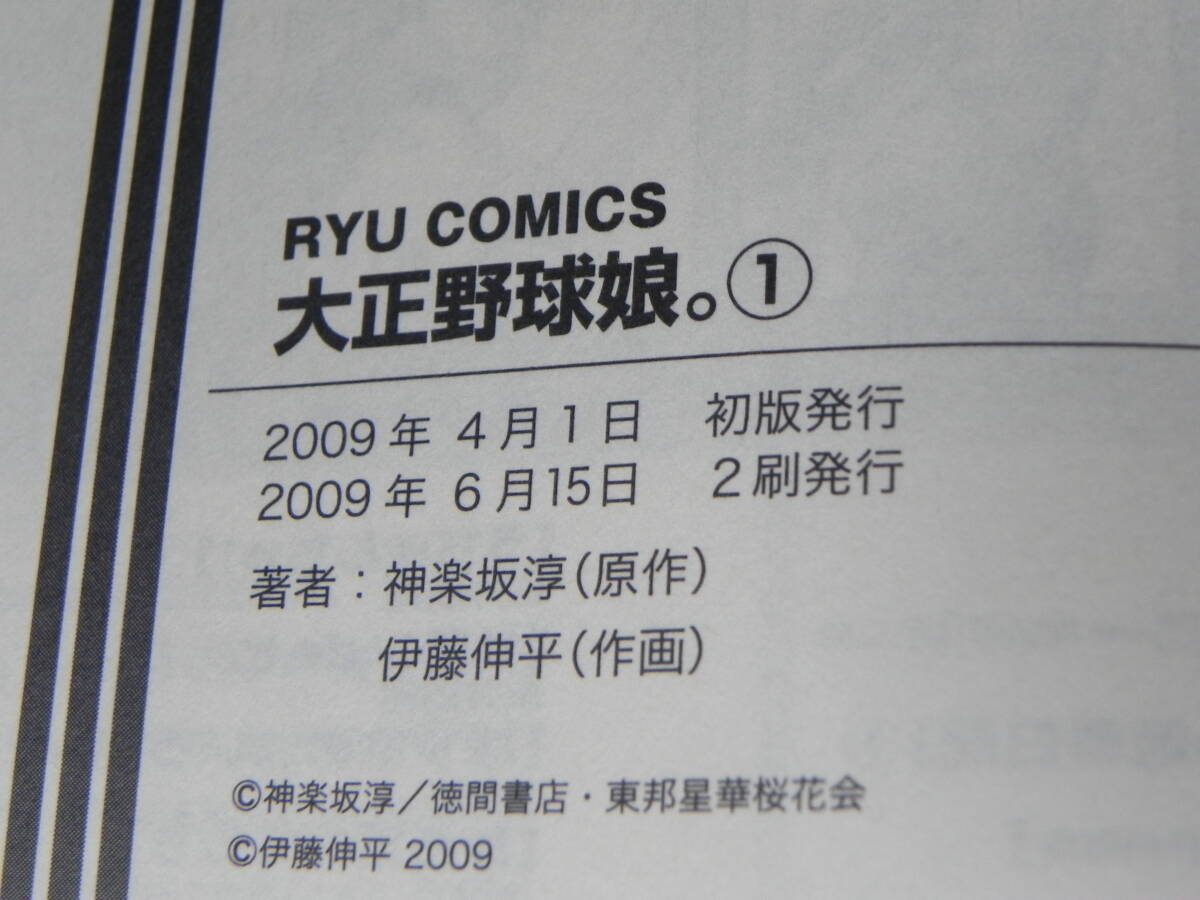 RYU COMICS
大正野球娘。①
2009年 4月1日 初版発行
2009年 6月15日 2刷発行
著者：神楽坂淳（原作）
伊藤伸平（作画）
©神楽坂淳／徳間書店・東邦星華桜花会
©伊藤伸平 2009